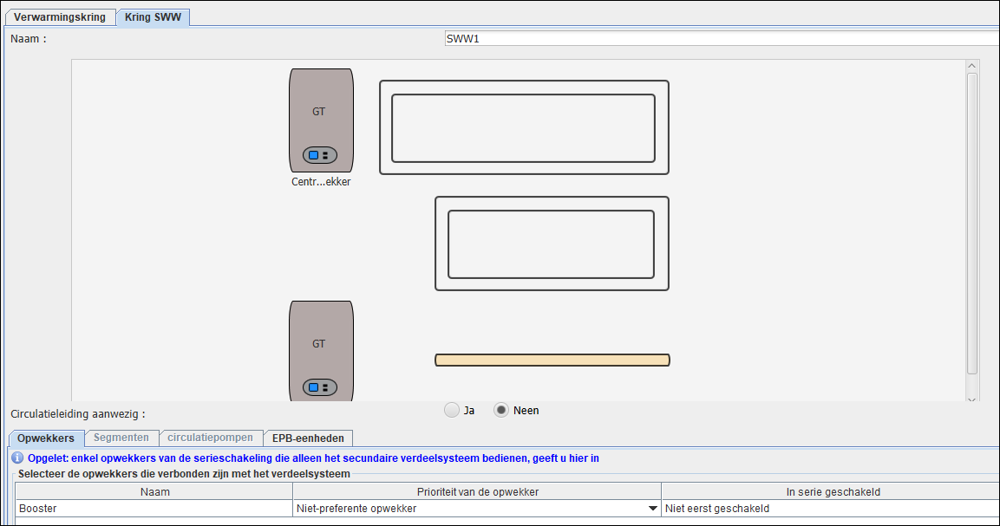 Verwarmingskring Kring SWW
Naam : SWW1
GT
Centr...ekker
GT
Circulatieleiding aanwezig : Ja Neen
Opwekkers Segmenten circulatiepompen EPB-eenheden
Opgelet: enkel opwekkers van de serieschakeling die alleen het secundaire verdeelsysteem bedienen, geeft u hier in
Selecteer de opwekkers die verbonden zijn met het verdeelsysteem
Naam Prioriteit van de opwekker In serie geschakeld
Booster Niet-preferente opwekker Niet eerst geschakeld